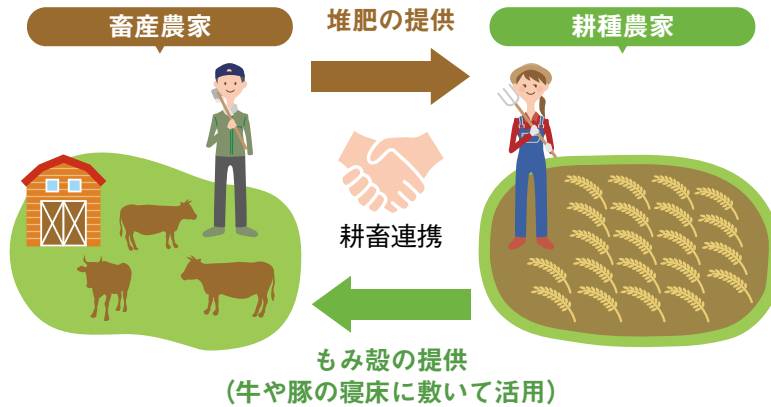 畜産農家
堆肥の提供
耕種農家
耕畜連携
もみ殻の提供
（牛や豚の寝床に敷いて活用）